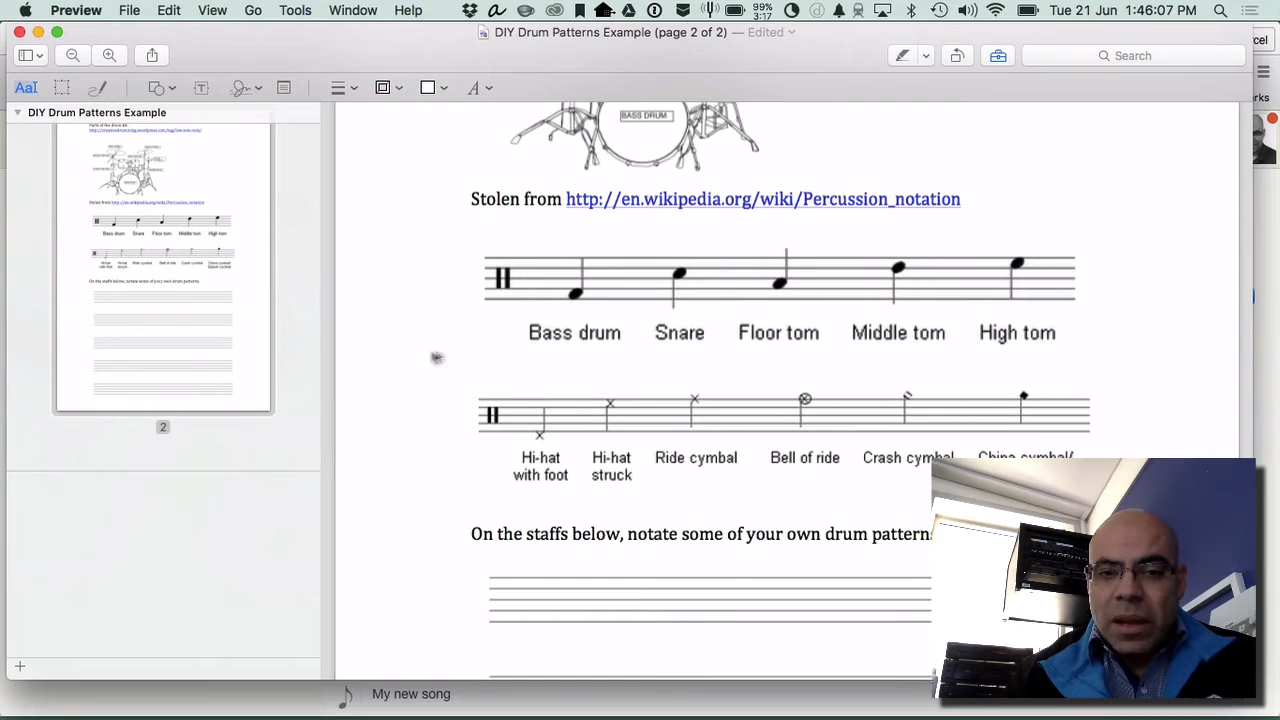 Preview File Edit View Go Tools Window Help 99% 3:17 Tue 21 Jun 1:46:07 PM
DIY Drum Patterns Example (page 2 of 2) — Edited
Search
DIY Drum Patterns Example
2
BASS DRUM
Stolen from http://en.wikipedia.org/wiki/Percussion_notation
Bass drum Snare Floor tom Middle tom High tom
Hi-hat with foot
Hi-hat struck
Ride cymbal
Bell of ride
Crash cymbal
China cymbal/
On the staffs below, notate some of your own drum patterns
My new song